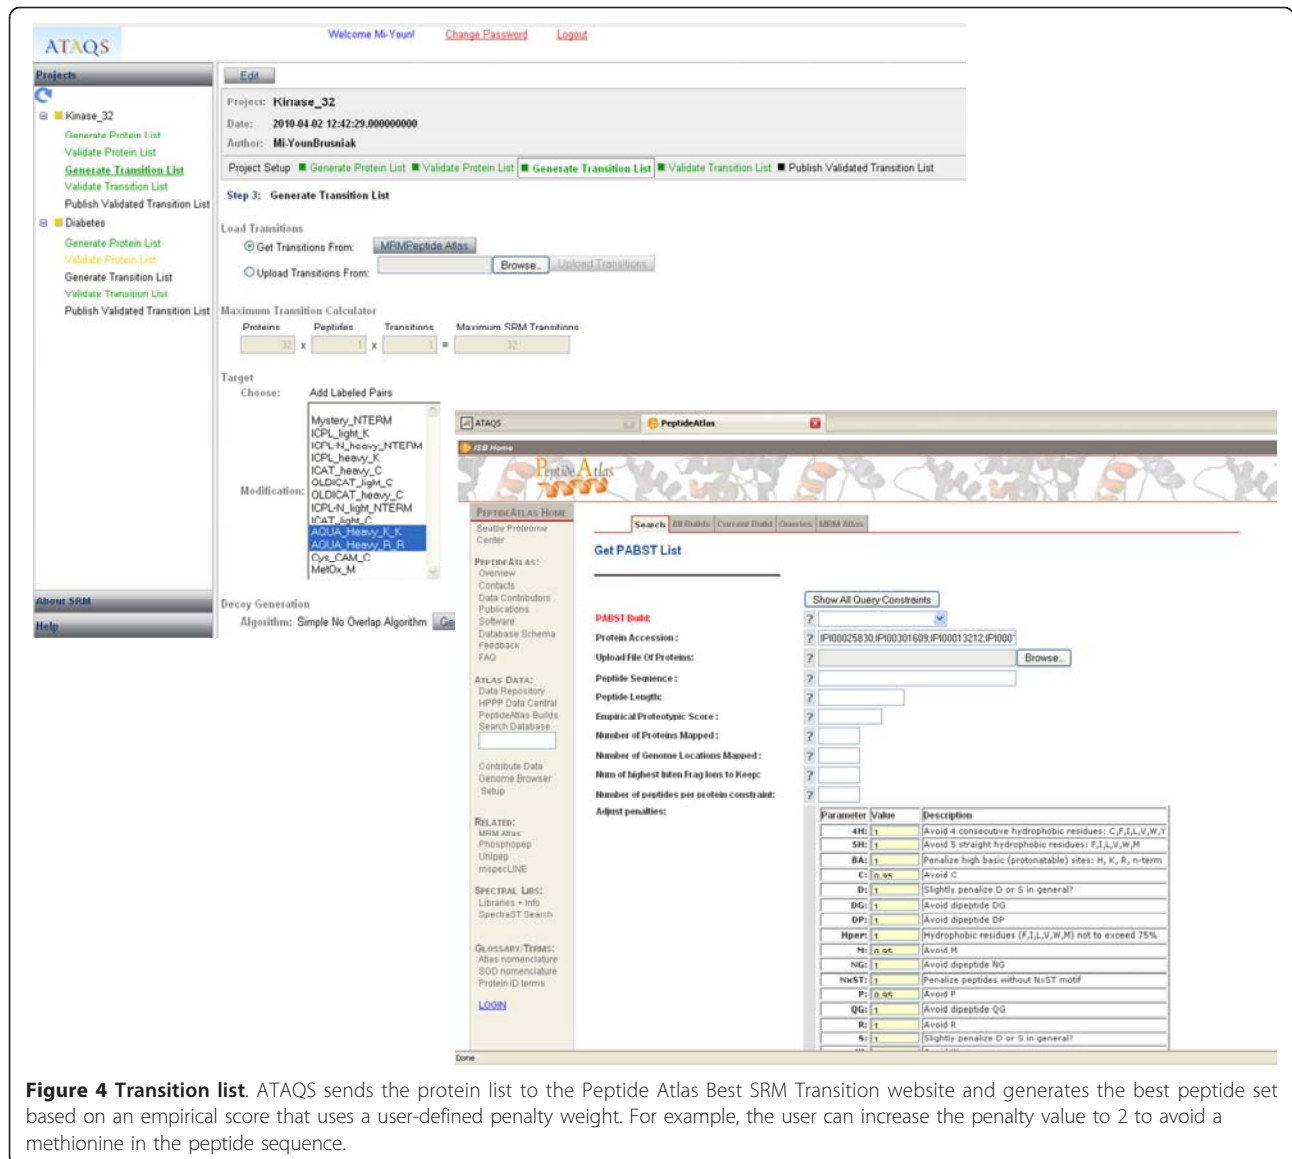 ATAQS
Welcome Mi-Youn!
Change Password
Logout
Projects
Kinase_32
Generate Protein List
Validate Protein List
Generate Transition List
Validate Transition List
Publish Validated Transition List
Diabetes
Generate Protein List
Validate Protein List
Generate Transition List
Validate Transition List
Publish Validated Transition List
About SRM
Help
Edit
Project: Kinase_32
Date: 2010-04-02 12:42:29.000000000
Author: Mi-YounBrusniak
Project Setup Generate Protein List Validate Protein List Generate Transition List Validate Transition List Publish Validated Transition List
Step 3: Generate Transition List
Load Transitions
Get Transitions From: MRMPeptide Atlas
Upload Transitions From: Browse... Upload Transitions
Maximum Transition Calculator
Proteins Peptides Transitions Maximum SRM Transitions
32 x 1 x 1 = 32
Target
Choose: Add Labeled Pairs
Modification:
Mystery_NTERM
ICPL_light_K
ICPL-N_heavy_NTERM
ICPL_heavy_K
ICAT_heavy_C
OLDICAT_light_C
OLDICAT_heavy_C
ICPL-N_light_NTERM
ICAT_light_C
AQUA_Heavy_K_K
AQUA_Heavy_R_R
Cys_CAM_C
MetOx_M
Decoy Generation
Algorithm: Simple No Overlap Algorithm Ge
ATAQS
PeptideAtlas
ISB Home
Peptide Atlas
PEPTIDEATLAS HOME
Seattle Proteome
Center
PEPTIDEATLAS:
Overview
Contacts
Data Contributors
Publications
Software
Database Schema
Feedback
FAQ
ATLAS DATA:
Data Repository
HPPP Data Central
PeptideAtlas Builds
Search Database
Contribute Data
Genome Browser
Setup
RELATED:
MRM Atlas
Phosphopep
Unipep
mspecLINE
SPECTRAL LIBS:
Libraries + Info
SpectraST Search
GLOSSARY/TERMS:
Atlas nomenclature
SGD nomenclature
Protein ID terms
LOGIN
Search All Builds Current Build Queries MRM Atlas
Get PABST List
Show All Query Constraints
PABST Build: ?
Protein Accession : ? IPI00025830;IPI00301609;IPI00013212;IPI000
Upload File Of Proteins: ? Browse...
Peptide Sequence : ?
Peptide Length: ?
Empirical Proteotypic Score : ?
Number of Proteins Mapped : ?
Number of Genome Locations Mapped : ?
Num of highest Inten Frag Ions to Keep: ?
Number of peptides per protein constraint: ?
Adjust penalties:
Parameter Value Description
4H: 1 Avoid 4 consecutive hydrophobic residues: C,F,I,L,V,W,Y
5H: 1 Avoid 5 straight hydrophobic residues: F,I,L,V,W,M
BA: 1 Penalize high basic (protonatable) sites: H, K, R, n-term
C: 0.95 Avoid C
D: 1 Slightly penalize D or S in general?
DG: 1 Avoid dipeptide DG
DP: 1 Avoid dipeptide DP
Hper: 1 Hydrophobic residues (F,I,L,V,W,M) not to exceed 75%
M: 0.95 Avoid M
NG: 1 Avoid dipeptide NG
NxST: 1 Penalize peptides without NxST motif
P: 0.95 Avoid P
QG: 1 Avoid dipeptide QG
R: 1 Avoid R
S: 1 Slightly penalize D or S in general?
Done
Figure 4 Transition list. ATAQS sends the protein list to the Peptide Atlas Best SRM Transition website and generates the best peptide set
based on an empirical score that uses a user-defined penalty weight. For example, the user can increase the penalty value to 2 to avoid a
methionine in the peptide sequence.